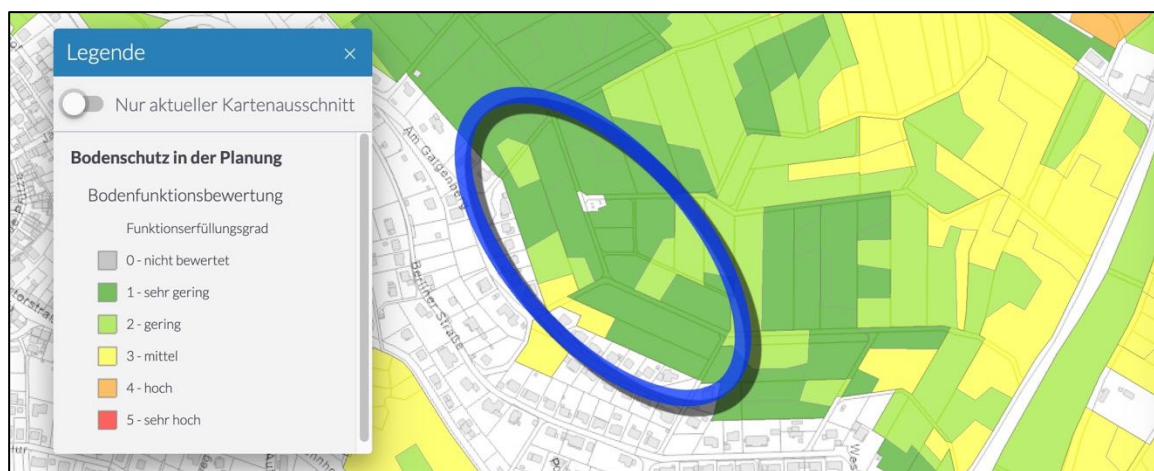 Legende
×
Nur aktueller Kartenausschnitt
Bodenschutz in der Planung
Bodenfunktionsbewertung
Funktionserfüllungsgrad
0 - nicht bewertet
1 - sehr gering
2 - gering
3 - mittel
4 - hoch
5 - sehr hoch
Am Galgenberg
Berliner-Straße